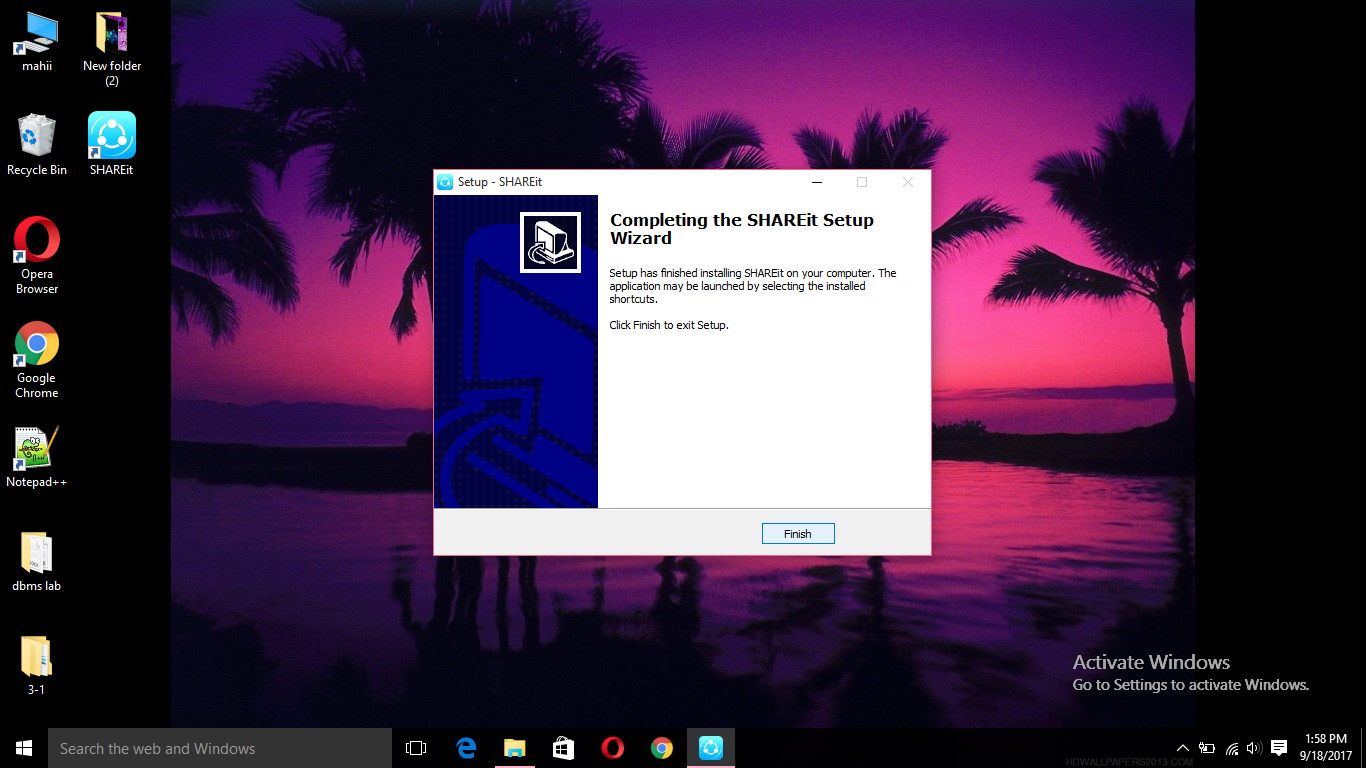 mahii
New folder
(2)
Recycle Bin
SHAREit
Opera
Browser
Google
Chrome
Notepad++
dbms lab
3-1
Setup - SHAREit
Completing the SHAREit Setup
Wizard
Setup has finished installing SHAREit on your computer. The
application may be launched by selecting the installed
shortcuts.
Click Finish to exit Setup.
Finish
Activate Windows
Go to Settings to activate Windows.
Search the web and Windows
HDWALLPAPERS2013.COM
1:58 PM
9/18/2017